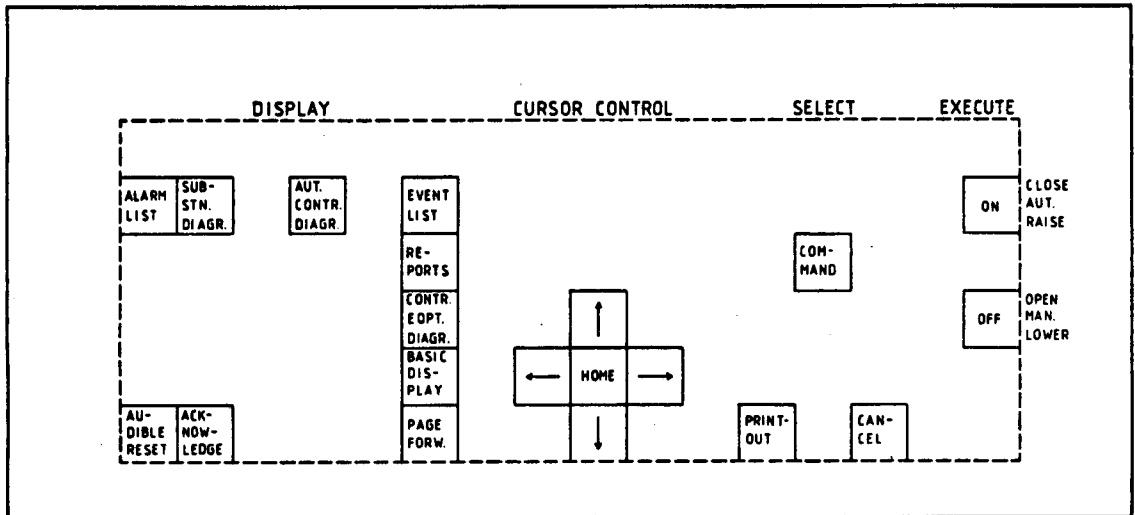 DISPLAY CURSOR CONTROL SELECT EXECUTE
ALARM
LIST
SUB-
STN.
DIAGR.
AUT.
CONTR.
DIAGR.
EVENT
LIST
ON
CLOSE
AUT.
RAISE
RE-
PORTS
COM-
MAND
CONTR.
EQPT.
DIAGR.
OFF
OPEN
MAN.
LOWER
BASIC
DIS-
PLAY
HOME
AU-
DIBLE
RESET
ACK-
NOW-
LEDGE
PAGE
FORW.
PRINT-
OUT
CAN-
CEL